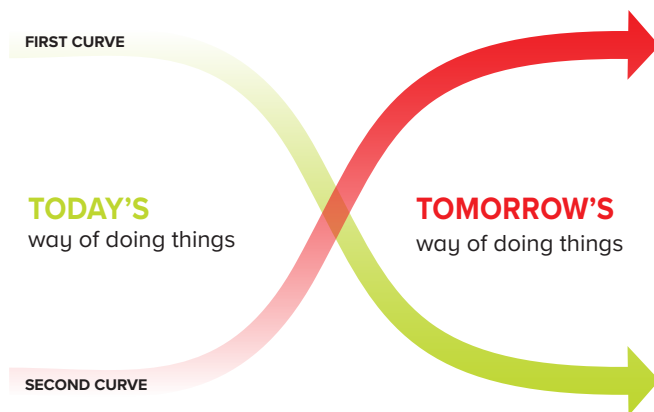 FIRST CURVE
TODAY’S
way of doing things
TOMORROW’S
way of doing things
SECOND CURVE